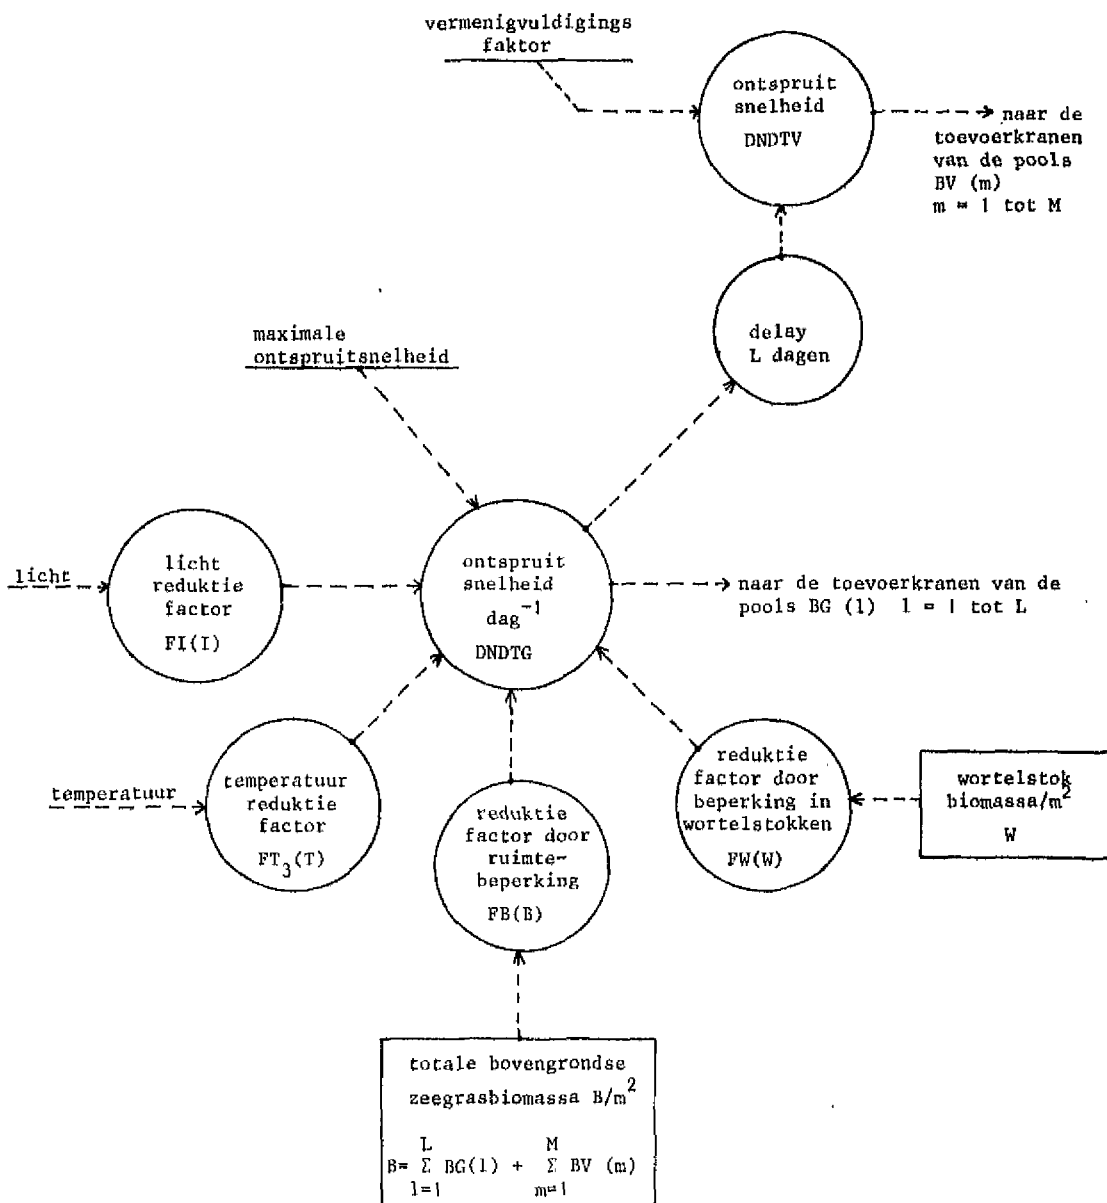 vermenigvuldigings
faktor
ontspruit
snelheid
DNDTV
naar de
toevoerkranen
van de pools
BV (m)
m = 1 tot M
delay
L dagen
maximale
ontspruitsnelheid
licht
licht
reduktie
factor
FI(I)
ontspruit
snelheid
dag⁻¹
DNDTG
naar de toevoerkranen van de
pools BG (l) l = 1 tot L
temperatuur
temperatuur
reduktie
factor
FT₃(T)
reduktie
factor door
ruimte-
beperking
FB(B)
reduktie
factor door
beperking in
wortelstokken
FW(W)
wortelstok
biomassa/m²
W
totale bovengrondse
zeegrasbiomassa B/m²
L M
B= Σ BG(l) + Σ BV (m)
l=1 m=1